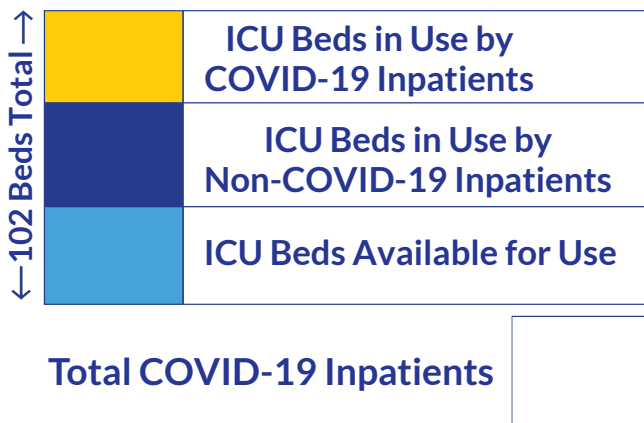 ←102 Beds Total→
ICU Beds in Use by
COVID-19 Inpatients
ICU Beds in Use by
Non-COVID-19 Inpatients
ICU Beds Available for Use
Total COVID-19 Inpatients